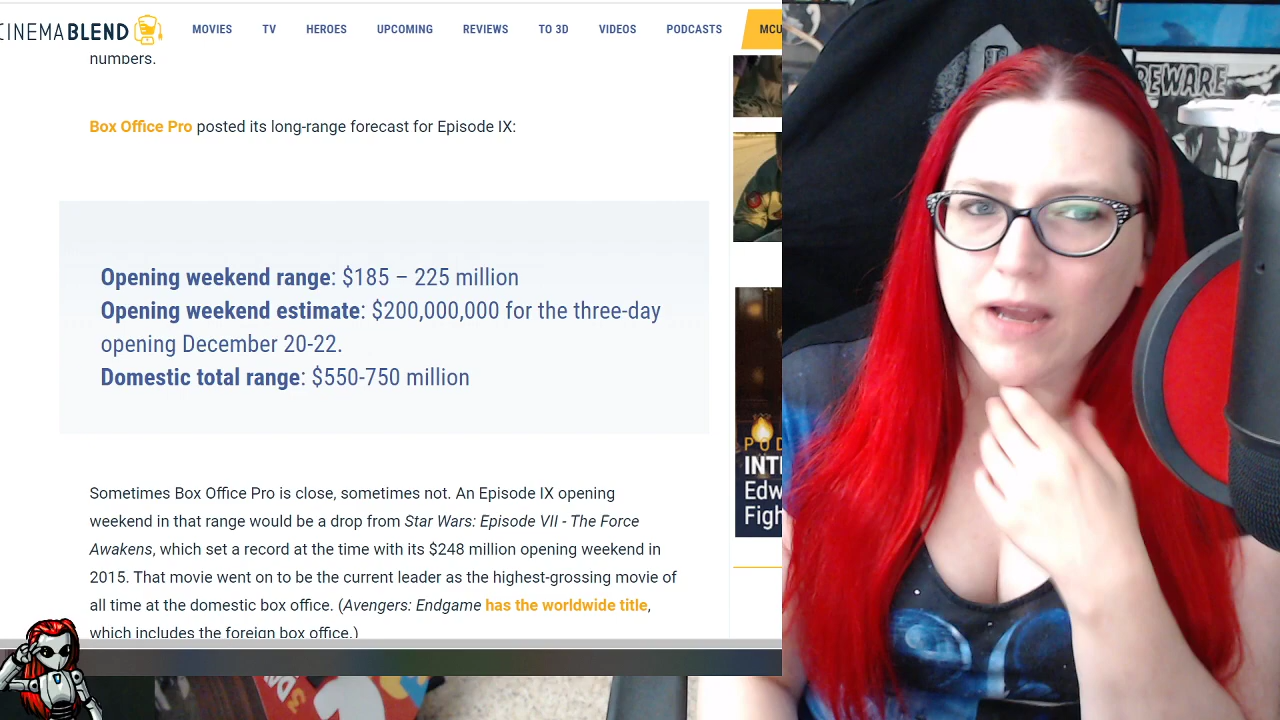 CINEMABLEND
MOVIES TV HEROES UPCOMING REVIEWS TO 3D VIDEOS PODCASTS MCU
numbers.
Box Office Pro posted its long-range forecast for Episode IX:
Opening weekend range: $185 – 225 million
Opening weekend estimate: $200,000,000 for the three-day
opening December 20-22.
Domestic total range: $550-750 million
Sometimes Box Office Pro is close, sometimes not. An Episode IX opening
weekend in that range would be a drop from Star Wars: Episode VII - The Force
Awakens, which set a record at the time with its $248 million opening weekend in
2015. That movie went on to be the current leader as the highest-grossing movie of
all time at the domestic box office. (Avengers: Endgame has the worldwide title,
which includes the foreign box office.)
POD
INT
Edw
Figh
BEWARE